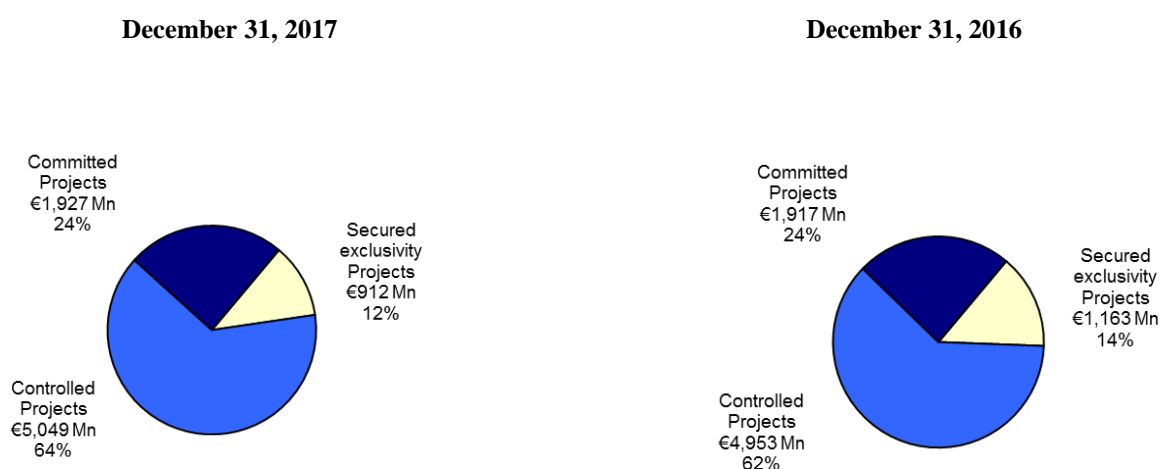 December 31, 2017
Committed
Projects
€1,927 Mn
24%
Secured
exclusivity
Projects
€912 Mn
12%
Controlled
Projects
€5,049 Mn
64%
December 31, 2016
Committed
Projects
€1,917 Mn
24%
Secured
exclusivity
Projects
€1,163 Mn
14%
Controlled
Projects
€4,953 Mn
62%